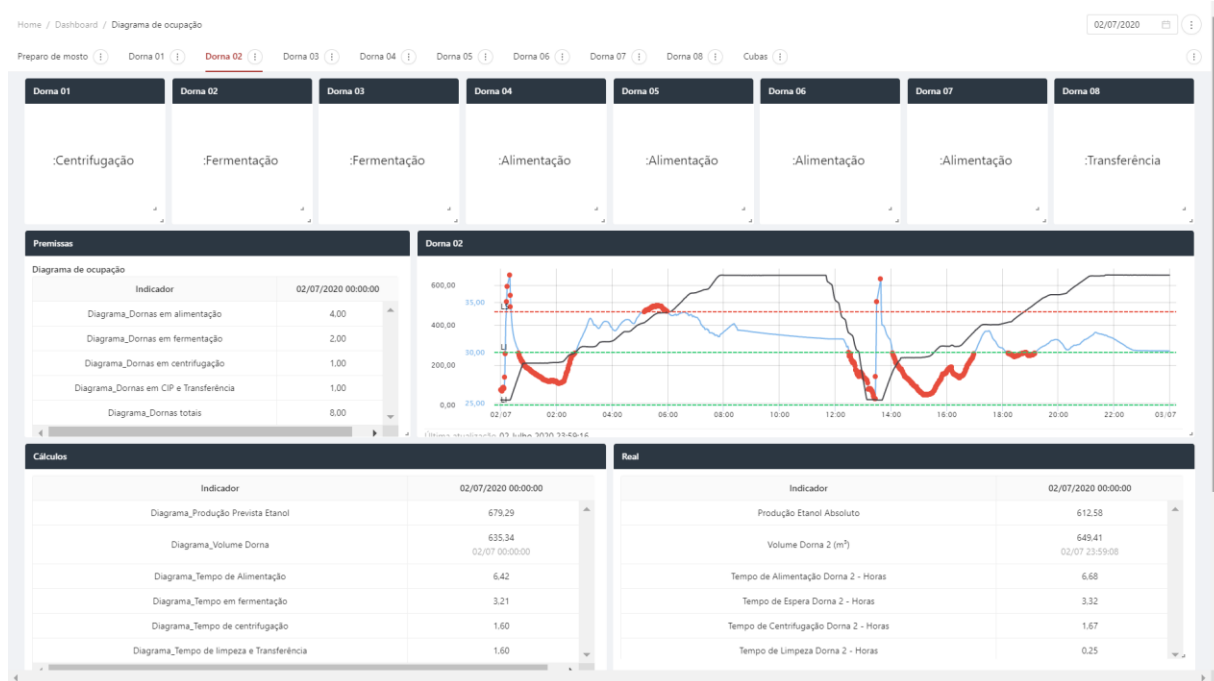 Home / Dashboard / Diagrama de ocupação
02/07/2020
Preparo de mosto Dorna 01 Dorna 02 Dorna 03 Dorna 04 Dorna 05 Dorna 06 Dorna 07 Dorna 08 Cubas
Dorna 01 Dorna 02 Dorna 03 Dorna 04 Dorna 05 Dorna 06 Dorna 07 Dorna 08
:Centrifugação :Fermentação :Fermentação :Alimentação :Alimentação :Alimentação :Alimentação :Transferência
Premissas
Diagrama de ocupação
Indicador 02/07/2020 00:00:00
Diagrama_Dornas em alimentação 4,00
Diagrama_Dornas em fermentação 2,00
Diagrama_Dornas em centrifugação 1,00
Diagrama_Dornas em CIP e Transferência 1,00
Diagrama_Dornas totais 8,00
Dorna 02
600,00
35,00
400,00
30,00
200,00
0,00 25,00
02/07 02:00 04:00 06:00 08:00 10:00 12:00 14:00 16:00 18:00 20:00 22:00 03/07
Última atualização 02 Julho 2020 23:59:16
Cálculos
Indicador 02/07/2020 00:00:00
Diagrama_Produção Prevista Etanol 679,29
Diagrama_Volume Dorna 635,34
02/07 00:00:00
Diagrama_Tempo de Alimentação 6,42
Diagrama_Tempo em fermentação 3,21
Diagrama_Tempo de centrifugação 1,60
Diagrama_Tempo de limpeza e Transferência 1,60
Real
Indicador 02/07/2020 00:00:00
Produção Etanol Absoluto 612,58
Volume Dorna 2 (m³) 649,41
02/07 23:59:08
Tempo de Alimentação Dorna 2 - Horas 6,68
Tempo de Espera Dorna 2 - Horas 3,32
Tempo de Centrifugação Dorna 2 - Horas 1,67
Tempo de Limpeza Dorna 2 - Horas 0,25